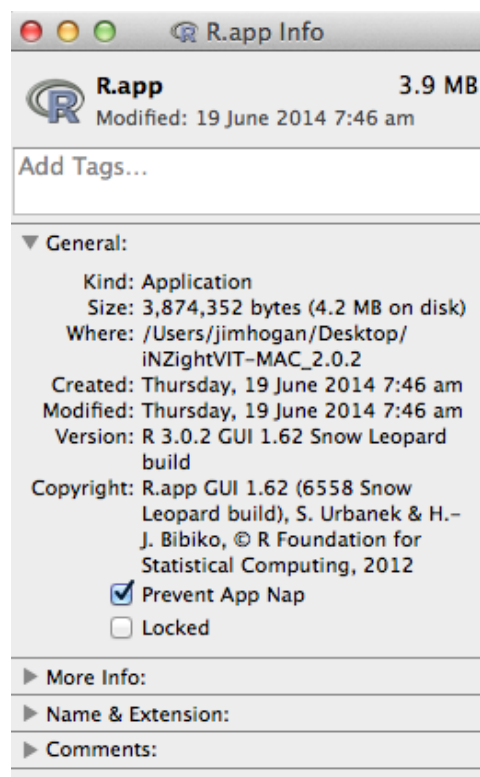 R.app Info
R.app 3.9 MB
Modified: 19 June 2014 7:46 am
Add Tags...
General:
Kind: Application
Size: 3,874,352 bytes (4.2 MB on disk)
Where: /Users/jimhogan/Desktop/
iNZightVIT-MAC_2.0.2
Created: Thursday, 19 June 2014 7:46 am
Modified: Thursday, 19 June 2014 7:46 am
Version: R 3.0.2 GUI 1.62 Snow Leopard
build
Copyright: R.app GUI 1.62 (6558 Snow
Leopard build), S. Urbanek & H.-
J. Bibiko, © R Foundation for
Statistical Computing, 2012
Prevent App Nap
Locked
More Info:
Name & Extension:
Comments: